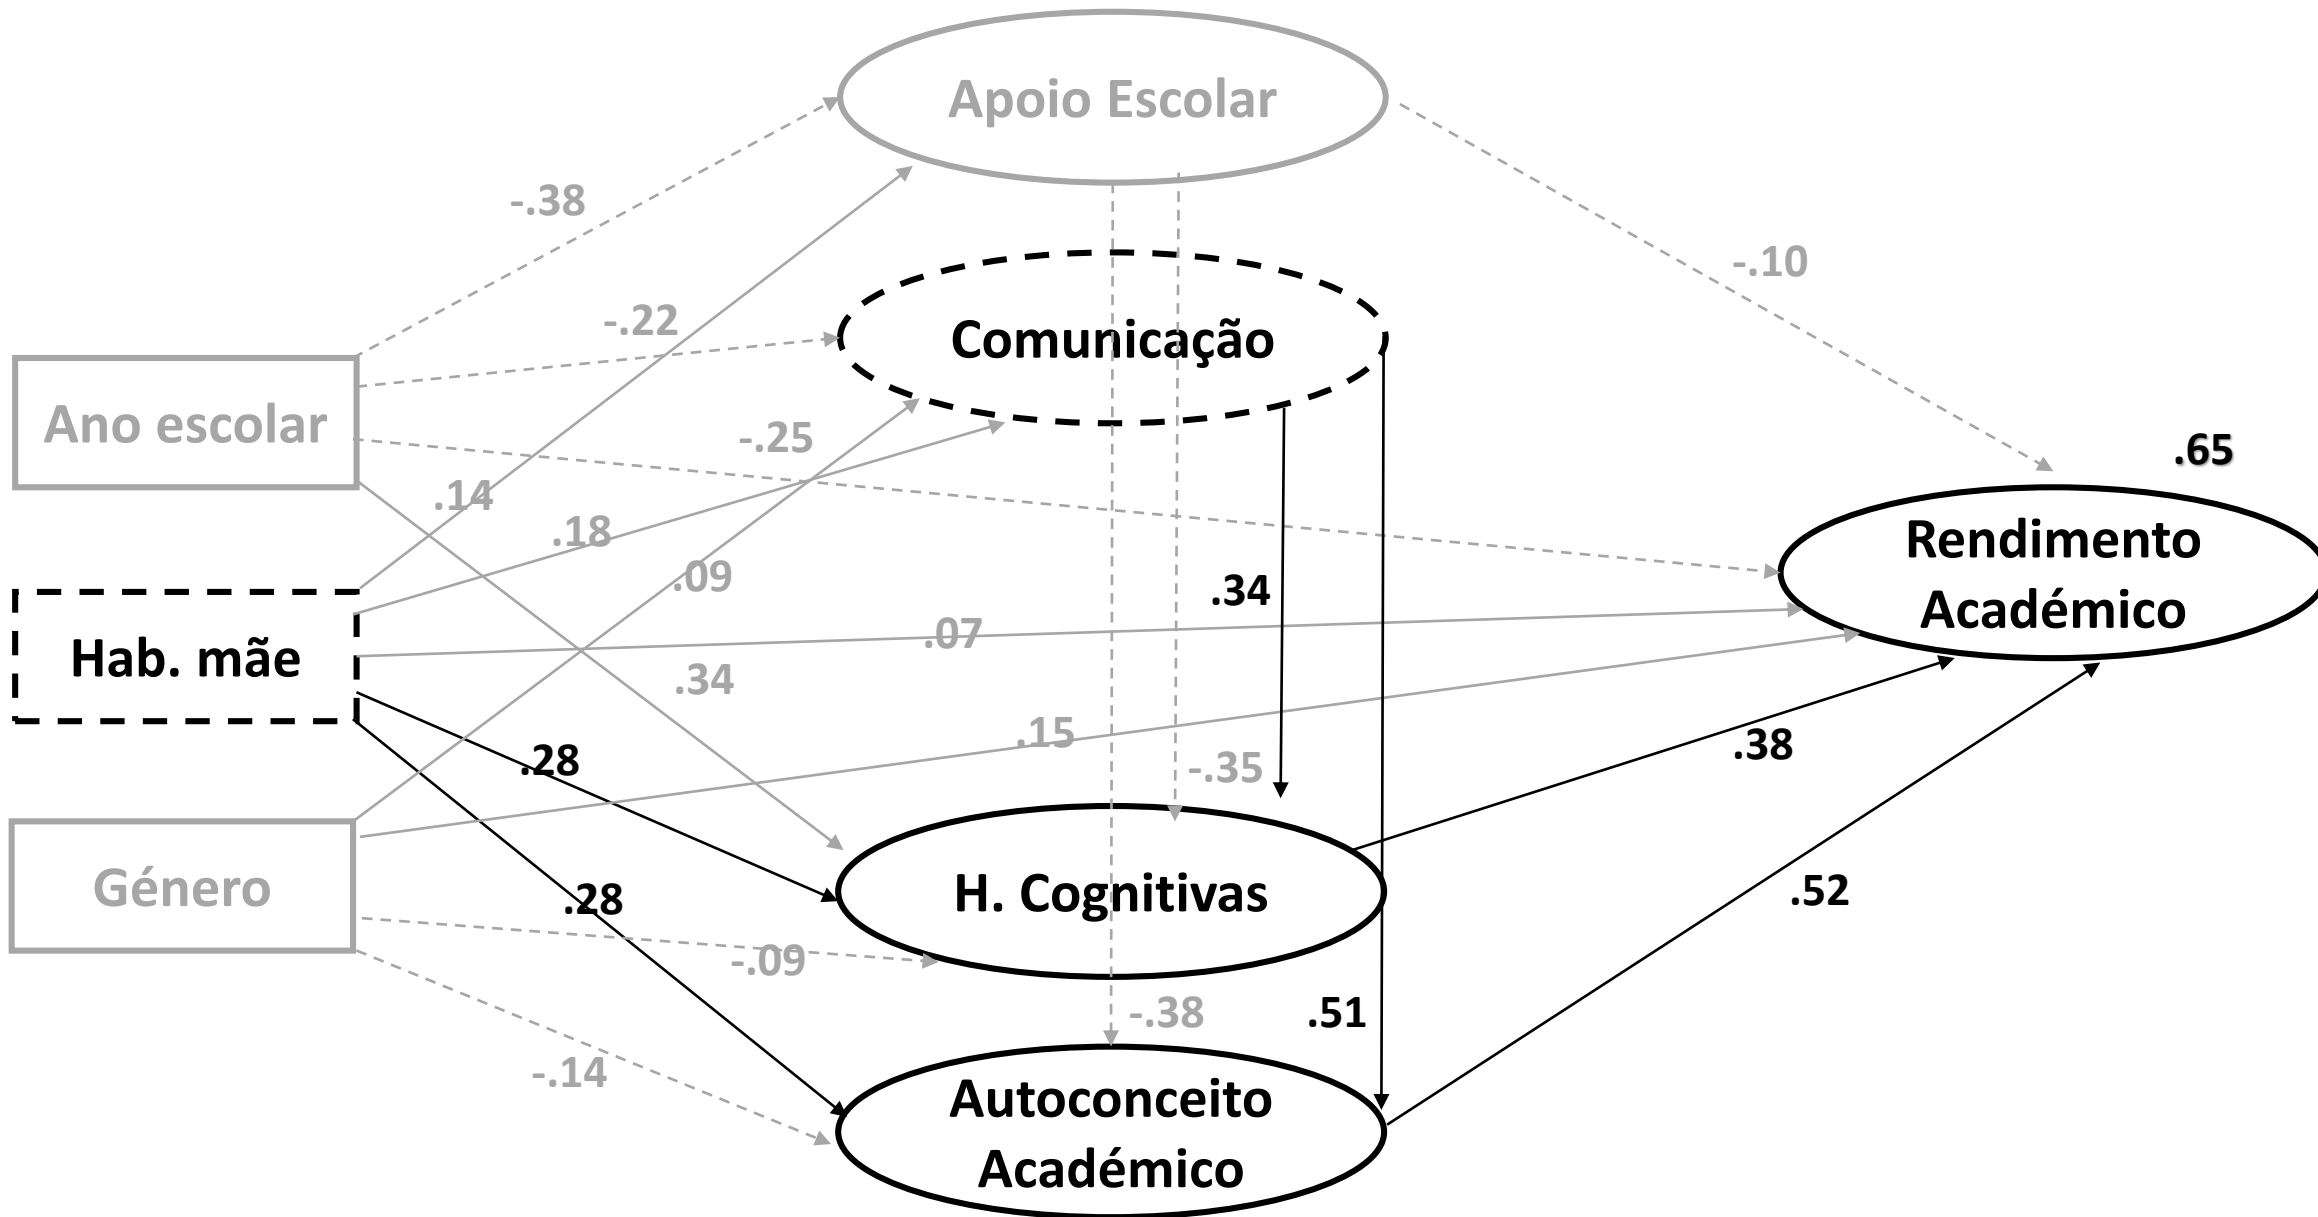 Apoio Escolar
-.38
-.10
-.22
Comunicação
Ano escolar
-.25
.65
.14
.18
Rendimento
Académico
.09
.34
.07
Hab. mãe
.34
.15
.28
-.35
.38
Género
.28
H. Cognitivas
.52
-.09
-.38
.51
-.14
Autoconceito
Académico